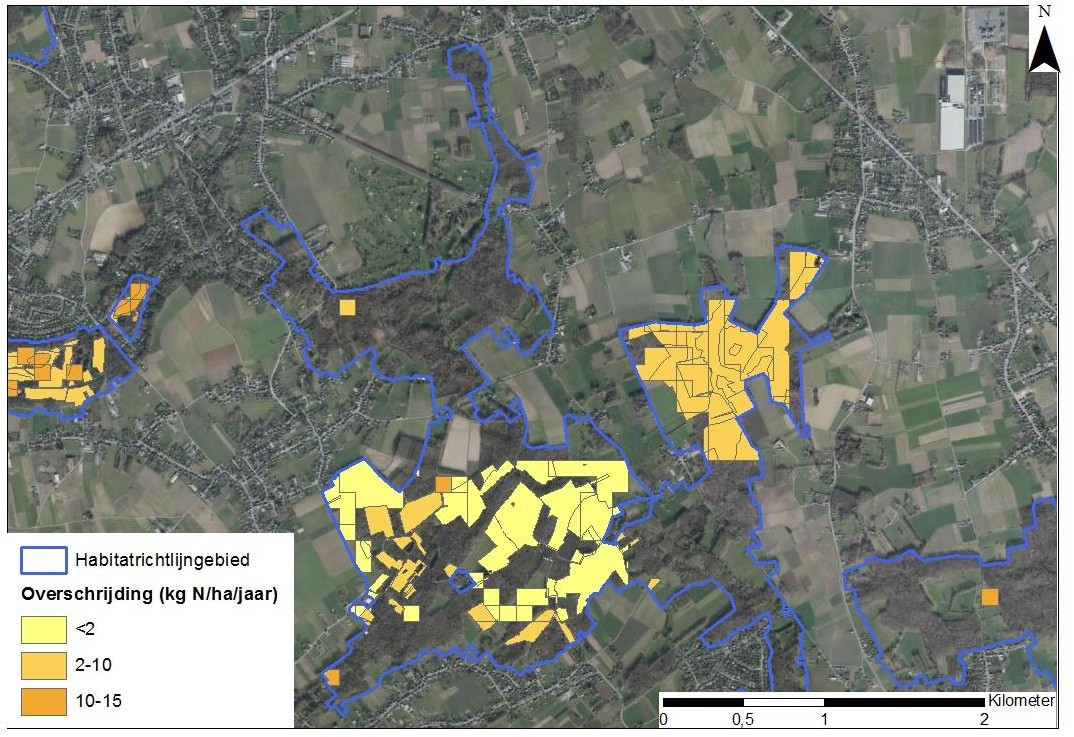 N
Habitatrichtlijngebied
Overschrijding (kg N/ha/jaar)
<2
2-10
10-15
Kilometer
0 0,5 1 2